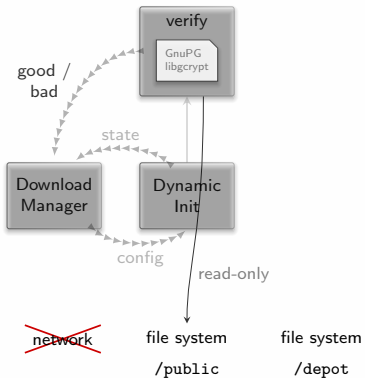 verify
GnuPG
libgcrypt
good /
bad
state
Download
Manager
Dynamic
Init
config
read-only
network
file system
/public
file system
/depot